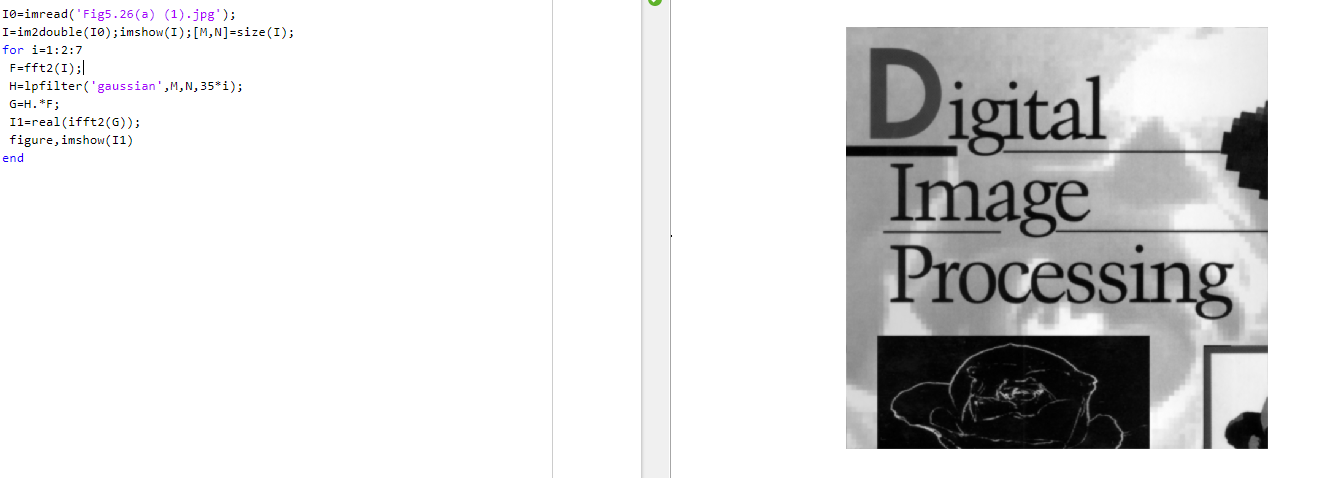 I0=imread('Fig5.26(a) (1).jpg');
I=im2double(I0);imshow(I);[M,N]=size(I);
for i=1:2:7
F=fft2(I);
H=lpfilter('gaussian',M,N,35*i);
G=H.*F;
I1=real(ifft2(G));
figure,imshow(I1)
end
Digital
Image
Processing